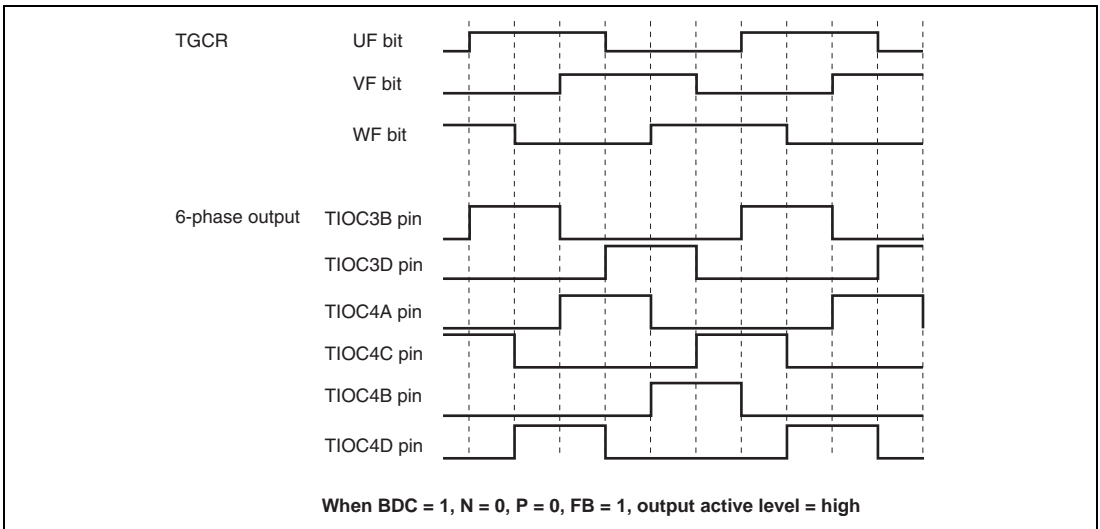 TGCR UF bit
VF bit
WF bit
6-phase output TIOC3B pin
TIOC3D pin
TIOC4A pin
TIOC4C pin
TIOC4B pin
TIOC4D pin
When BDC = 1, N = 0, P = 0, FB = 1, output active level = high